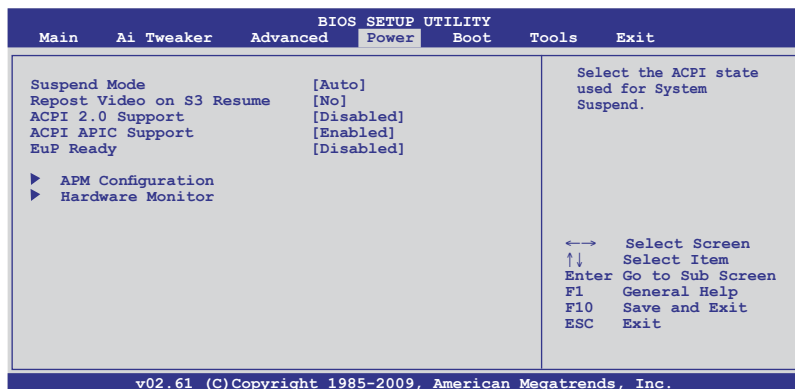 BIOS SETUP UTILITY
Main Ai Tweaker Advanced Power Boot Tools Exit
Suspend Mode [Auto]
Repost Video on S3 Resume [No]
ACPI 2.0 Support [Disabled]
ACPI APIC Support [Enabled]
EuP Ready [Disabled]
▶ APM Configuration
▶ Hardware Monitor
Select the ACPI state
used for System
Suspend.
←→ Select Screen
↑↓ Select Item
Enter Go to Sub Screen
F1 General Help
F10 Save and Exit
ESC Exit
v02.61 (C)Copyright 1985-2009, American Megatrends, Inc.